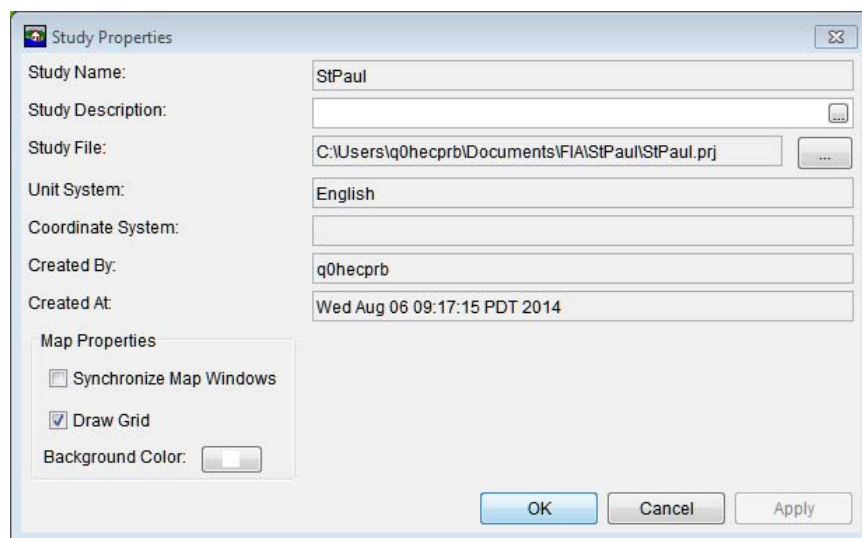 Study Properties
Study Name: StPaul
Study Description: ...
Study File: C:\Users\q0hecprb\Documents\FIA\StPaul\StPaul.prj ...
Unit System: English
Coordinate System:
Created By: q0hecprb
Created At: Wed Aug 06 09:17:15 PDT 2014
Map Properties
Synchronize Map Windows
Draw Grid
Background Color:
OK Cancel Apply